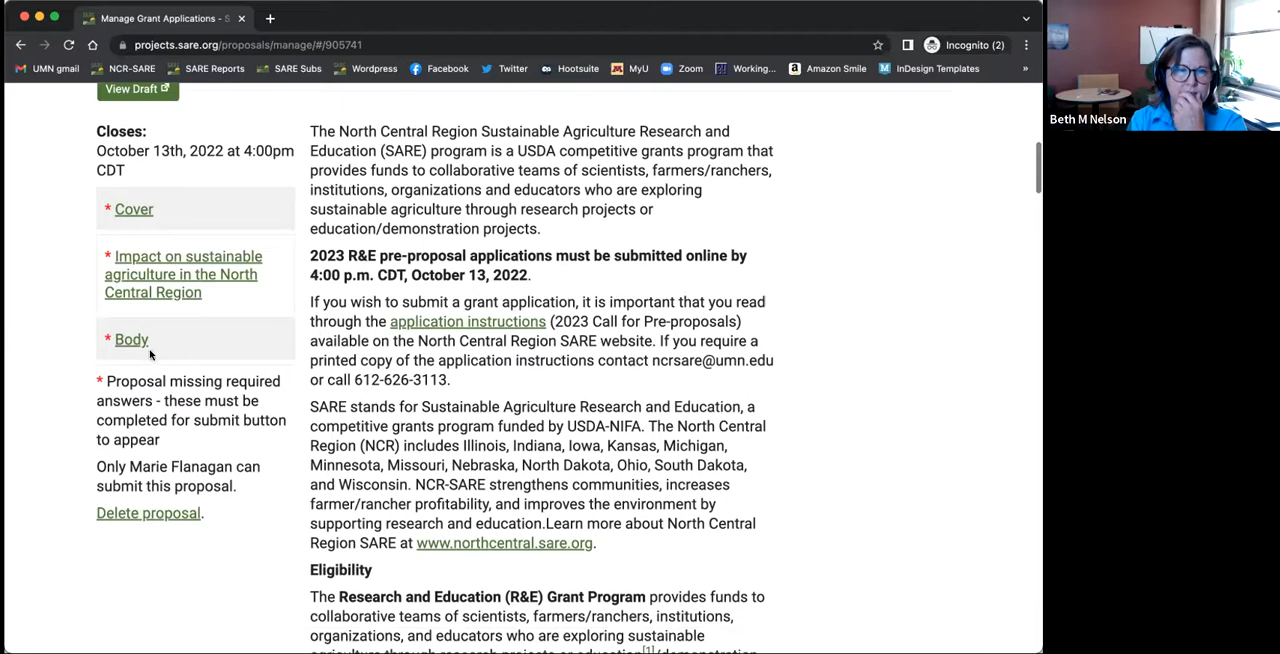 Manage Grant Applications - S
projects.sare.org/proposals/manage/#/905741
Incognito (2)
UMN gmail
NCR-SARE
SARE Reports
SARE Subs
Wordpress
Facebook
Twitter
Hootsuite
MyU
Zoom
Working...
Amazon Smile
InDesign Templates
»
View Draft
Closes:
October 13th, 2022 at 4:00pm
CDT
* Cover
* Impact on sustainable
agriculture in the North
Central Region
* Body
* Proposal missing required
answers - these must be
completed for submit button
to appear
Only Marie Flanagan can
submit this proposal.
Delete proposal.
The North Central Region Sustainable Agriculture Research and
Education (SARE) program is a USDA competitive grants program that
provides funds to collaborative teams of scientists, farmers/ranchers,
institutions, organizations and educators who are exploring
sustainable agriculture through research projects or
education/demonstration projects.
2023 R&E pre-proposal applications must be submitted online by
4:00 p.m. CDT, October 13, 2022.
If you wish to submit a grant application, it is important that you read
through the application instructions (2023 Call for Pre-proposals)
available on the North Central Region SARE website. If you require a
printed copy of the application instructions contact ncrsare@umn.edu
or call 612-626-3113.
SARE stands for Sustainable Agriculture Research and Education, a
competitive grants program funded by USDA-NIFA. The North Central
Region (NCR) includes Illinois, Indiana, Iowa, Kansas, Michigan,
Minnesota, Missouri, Nebraska, North Dakota, Ohio, South Dakota,
and Wisconsin. NCR-SARE strengthens communities, increases
farmer/rancher profitability, and improves the environment by
supporting research and education.Learn more about North Central
Region SARE at www.northcentral.sare.org.
Eligibility
The Research and Education (R&E) Grant Program provides funds to
collaborative teams of scientists, farmers/ranchers, institutions,
organizations, and educators who are exploring sustainable
agriculture through research projects or education[1]/demonstration
Beth M Nelson